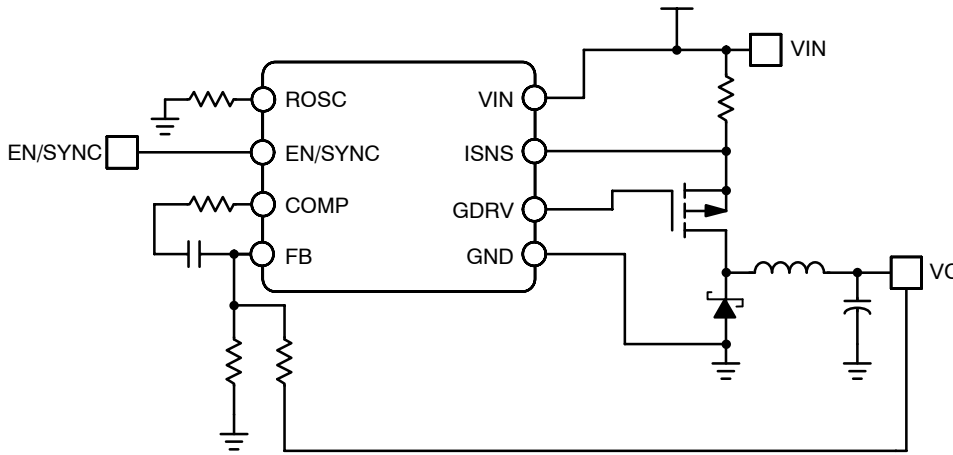 VIN
ROSC
VIN
EN/SYNC
EN/SYNC
ISNS
COMP
GDRV
FB
GND